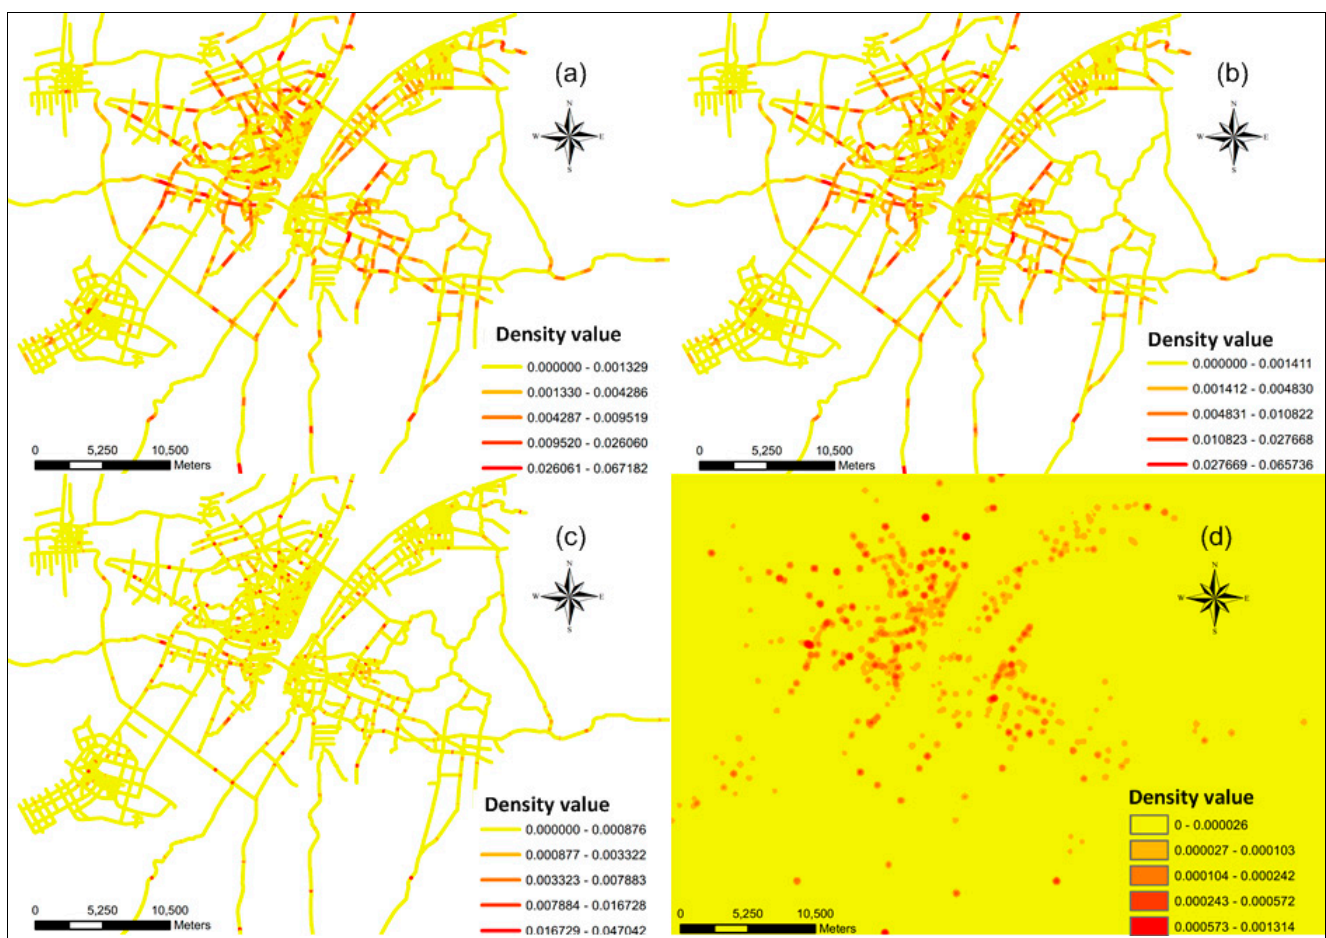 (a)
N
W E
S
Density value
0.000000 - 0.001329
0.001330 - 0.004286
0.004287 - 0.009519
0.009520 - 0.026060
0.026061 - 0.067182
0 5,250 10,500
Meters
(b)
N
W E
S
Density value
0.000000 - 0.001411
0.001412 - 0.004830
0.004831 - 0.010822
0.010823 - 0.027668
0.027669 - 0.065736
0 5,250 10,500
Meters
(c)
N
W E
S
Density value
0.000000 - 0.000876
0.000877 - 0.003322
0.003323 - 0.007883
0.007884 - 0.016728
0.016729 - 0.047042
0 5,250 10,500
Meters
(d)
N
W E
S
Density value
0 - 0.000026
0.000027 - 0.000103
0.000104 - 0.000242
0.000243 - 0.000572
0.000573 - 0.001314
0 5,250 10,500
Meters